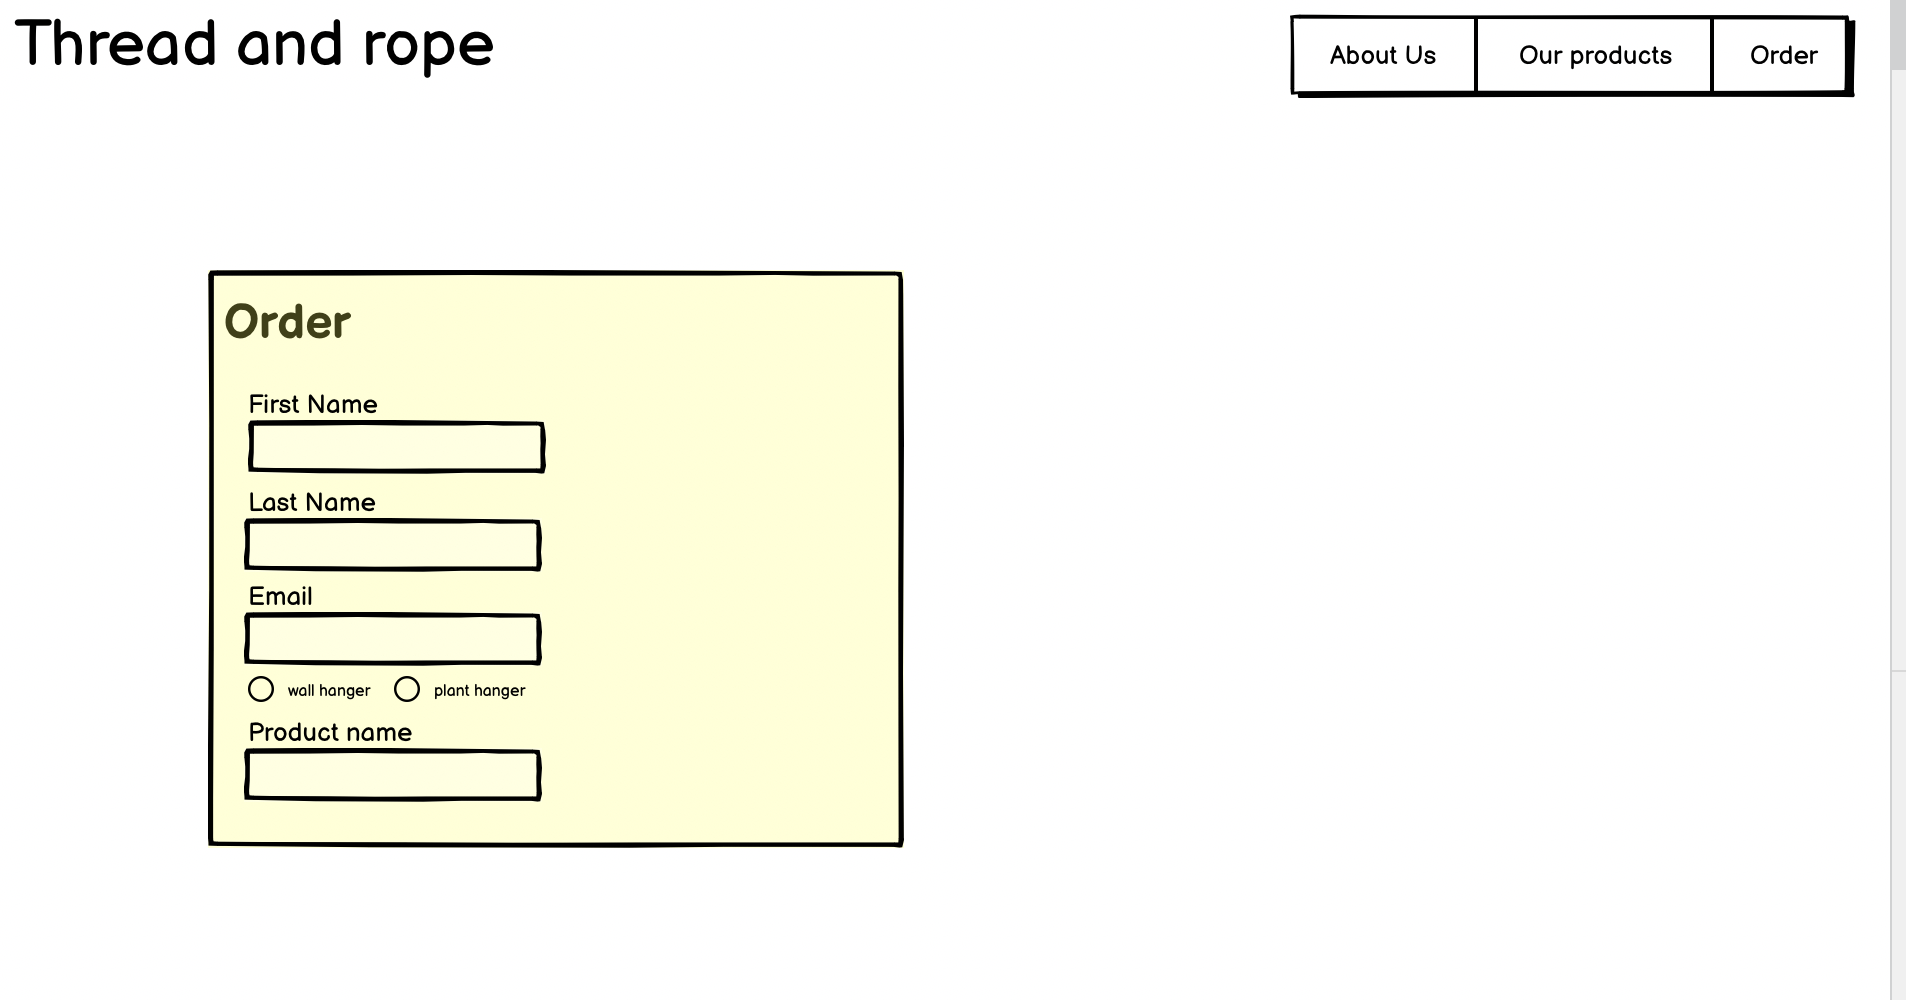 Thread and rope
About Us Our products Order
Order
First Name
Last Name
Email
wall hanger plant hanger
Product name